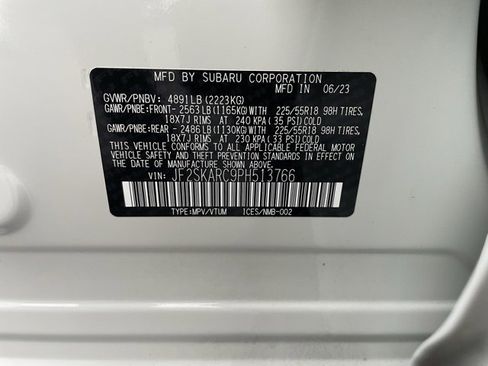 MFD BY SUBARU CORPORATION 06/23
GVWR/PNBV: 4891LB(2223KG)
GAWR/PNBE:FRONT- 2563LB(1165KG)WITH 225/55R18 98H TIRES,
18X7J RIMS AT 240 KPA(35 PSI)COLD
GAWR/PNBE:REAR - 2486LB(1130KG)WITH 225/55R18 98H TIRES,
18X7J RIMS AT 230 KPA(33 PSI)COLD
THIS VEHICLE CONFORMS TO ALL APPLICABLE FEDERAL MOTOR
VEHICLE SAFETY, BUMPER, AND THEFT PREVENTION
STANDARDS IN EFFECT ON THE DATE OF
MANUFACTURE SHOWN ABOVE.
VIN: JF2SKARC9PH513766
TYPE:MPV/VTUM ICES/NMB-002